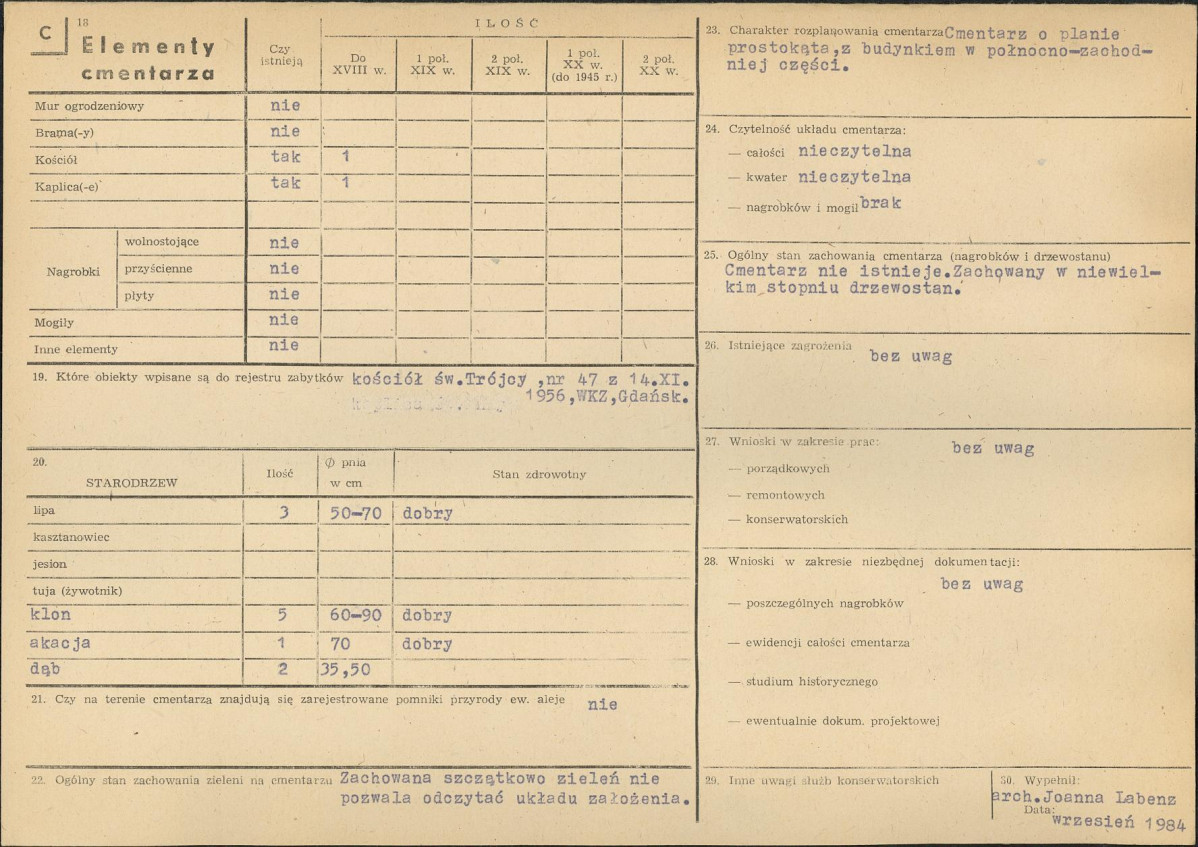 C
18
Elementy
cmentarza
Czy
istnieją
ILOŚĆ
Do
XVIII w.
1 poł.
XIX w.
2 poł.
XIX w.
1 poł.
XX w.
(do 1945 r.)
2 poł.
XX w.
Mur ogrodzeniowy nie
Brama(-y) nie
Kościół tak 1
Kaplica(-e) tak 1
Nagrobki
wolnostojące nie
przyścienne nie
płyty nie
Mogiły nie
Inne elementy nie
19. Które obiekty wpisane są do rejestru zabytków kościół św.Trójcy ,nr 47 z 14.XI.
1956,WKZ,Gdańsk.
20.
STARODRZEW
Ilość
∅ pnia
w cm
Stan zdrowotny
lipa 3 50-70 dobry
kasztanowiec
jesion
tuja (żywotnik)
klon 5 60-90 dobry
akacja 1 70 dobry
dąb 2 35,50
21. Czy na terenie cmentarza znajdują się zarejestrowane pomniki przyrody ew. aleje nie
22. Ogólny stan zachowania zieleni na cmentarzu Zachowana szczątkowo zieleń nie
pozwala odczytać układu założenia.
23. Charakter rozplanowania cmentarza Cmentarz o planie
prostokąta,z budynkiem w północno-zachod-
niej części.
24. Czytelność układu cmentarza:
— całości nieczytelna
— kwater nieczytelna
— nagrobków i mogił brak
25. Ogólny stan zachowania cmentarza (nagrobków i drzewostanu)
Cmentarz nie istnieje.Zachowany w niewiel-
kim stopniu drzewostan.
26. Istniejące zagrożenia bez uwag
27. Wnioski w zakresie prac: bez uwag
— porządkowych
— remontowych
— konserwatorskich
28. Wnioski w zakresie niezbędnej dokumentacji:
bez uwag
— poszczególnych nagrobków
— ewidencji całości cmentarza
— studium historycznego
— ewentualnie dokum. projektowej
29. Inne uwagi służb konserwatorskich
30. Wypełnił:
arch.Joanna Labenz
Data:
wrzesień 1984